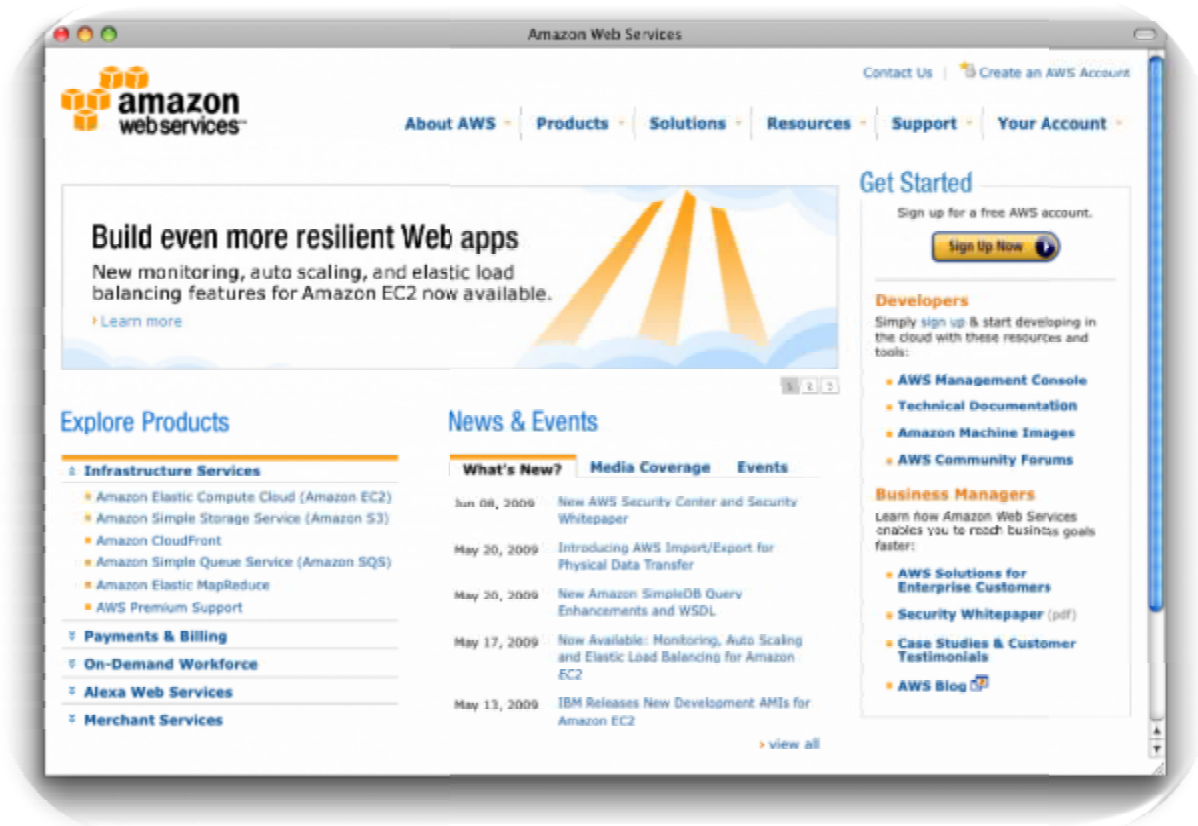 Amazon Web Services
Contact Us | Create an AWS Account
amazon
webservices™
About AWS
Products
Solutions
Resources
Support
Your Account
Build even more resilient Web apps
New monitoring, auto scaling, and elastic load
balancing features for Amazon EC2 now available.
Learn more
1 2 3
Explore Products
Infrastructure Services
Amazon Elastic Compute Cloud (Amazon EC2)
Amazon Simple Storage Service (Amazon S3)
Amazon CloudFront
Amazon Simple Queue Service (Amazon SQS)
Amazon Elastic MapReduce
AWS Premium Support
Payments & Billing
On-Demand Workforce
Alexa Web Services
Merchant Services
News & Events
What's New?
Media Coverage
Events
Jun 08, 2009 New AWS Security Center and Security
Whitepaper
May 20, 2009 Introducing AWS Import/Export for
Physical Data Transfer
May 20, 2009 New Amazon SimpleDB Query
Enhancements and WSDL
May 17, 2009 Now Available: Monitoring, Auto Scaling
and Elastic Load Balancing for Amazon
EC2
May 13, 2009 IBM Releases New Development AMIs for
Amazon EC2
view all
Get Started
Sign up for a free AWS account.
Sign Up Now
Developers
Simply sign up & start developing in
the cloud with these resources and
tools:
AWS Management Console
Technical Documentation
Amazon Machine Images
AWS Community Forums
Business Managers
Learn how Amazon Web Services
enables you to reach business goals
faster:
AWS Solutions for
Enterprise Customers
Security Whitepaper (pdf)
Case Studies & Customer
Testimonials
AWS Blog